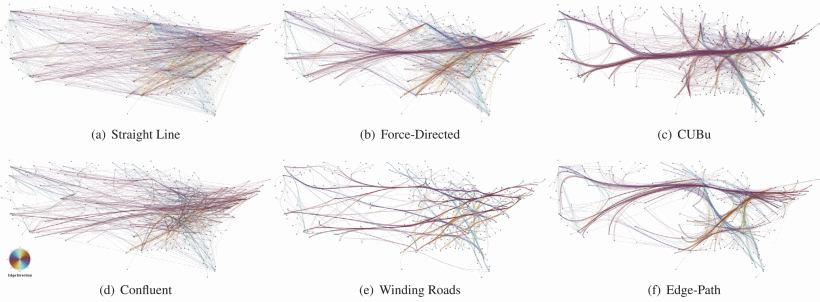 (a) Straight Line
(b) Force-Directed
(c) CUBu
(d) Confluent
(e) Winding Roads
(f) Edge-Path
Edge Direction